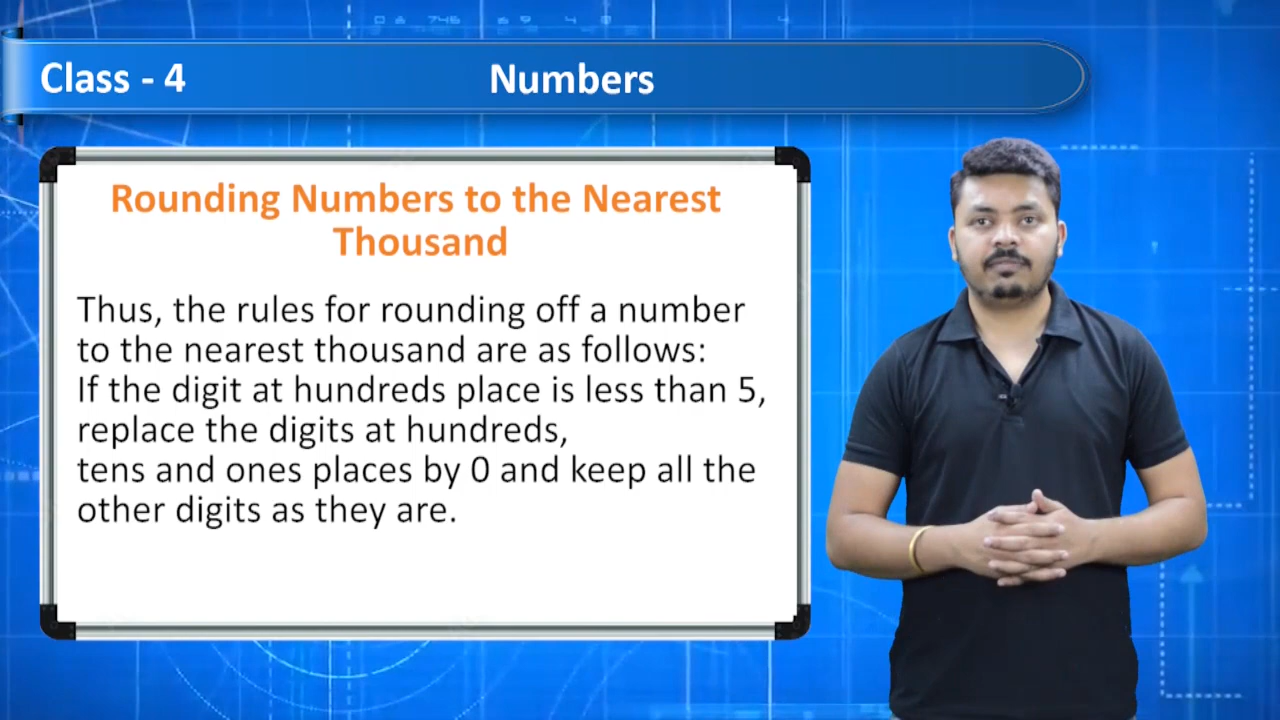 Class - 4
Numbers
Rounding Numbers to the Nearest
Thousand
Thus, the rules for rounding off a number
to the nearest thousand are as follows:
If the digit at hundreds place is less than 5,
replace the digits at hundreds,
tens and ones places by 0 and keep all the
other digits as they are.